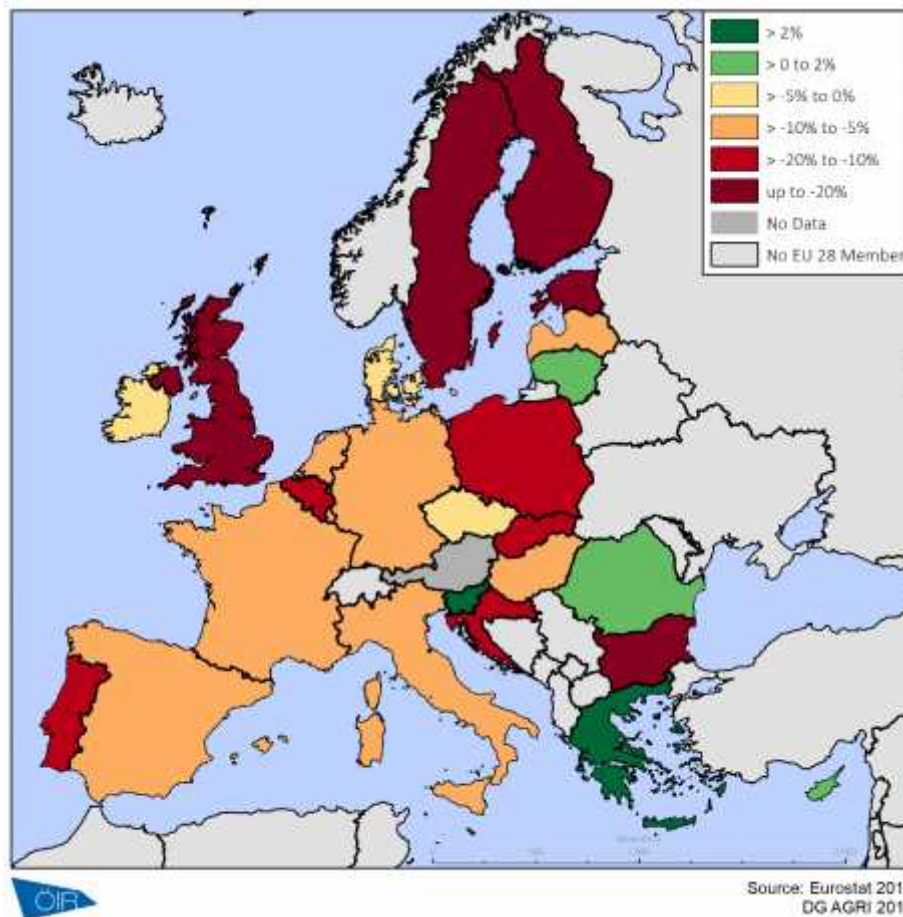 > 2%
> 0 to 2%
> -5% to 0%
> -10% to -5%
> -20% to -10%
up to -20%
No Data
No EU 28 Member
ÖIR
Source: Eurostat 201
DG AGRI 201